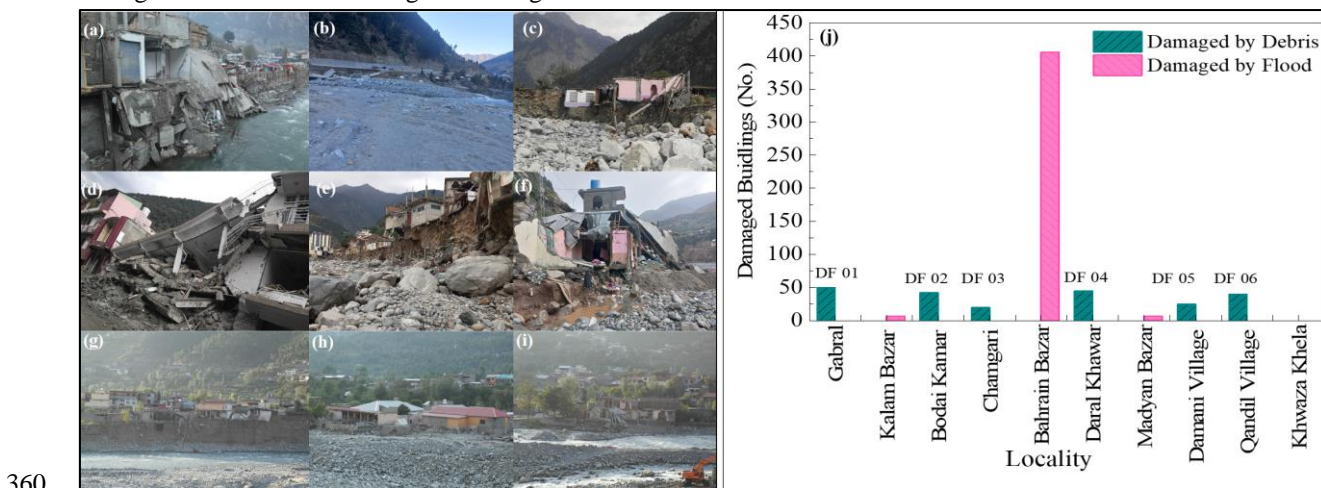 (a)
(b)
(c)
(d)
(e)
(f)
(g)
(h)
(i)
360
(j)
Damaged by Debris
Damaged by Flood
Damaged Buidlings (No.)
450
400
350
300
250
200
150
100
50
0
DF 01
DF 02
DF 03
DF 04
DF 05
DF 06
Gabral
Kalam Bazar
Bodai Kamar
Changari
Bahrain Bazar
Daral Khawar
Madyan Bazar
Damani Village
Qandil Village
Khwaza Khela
Locality